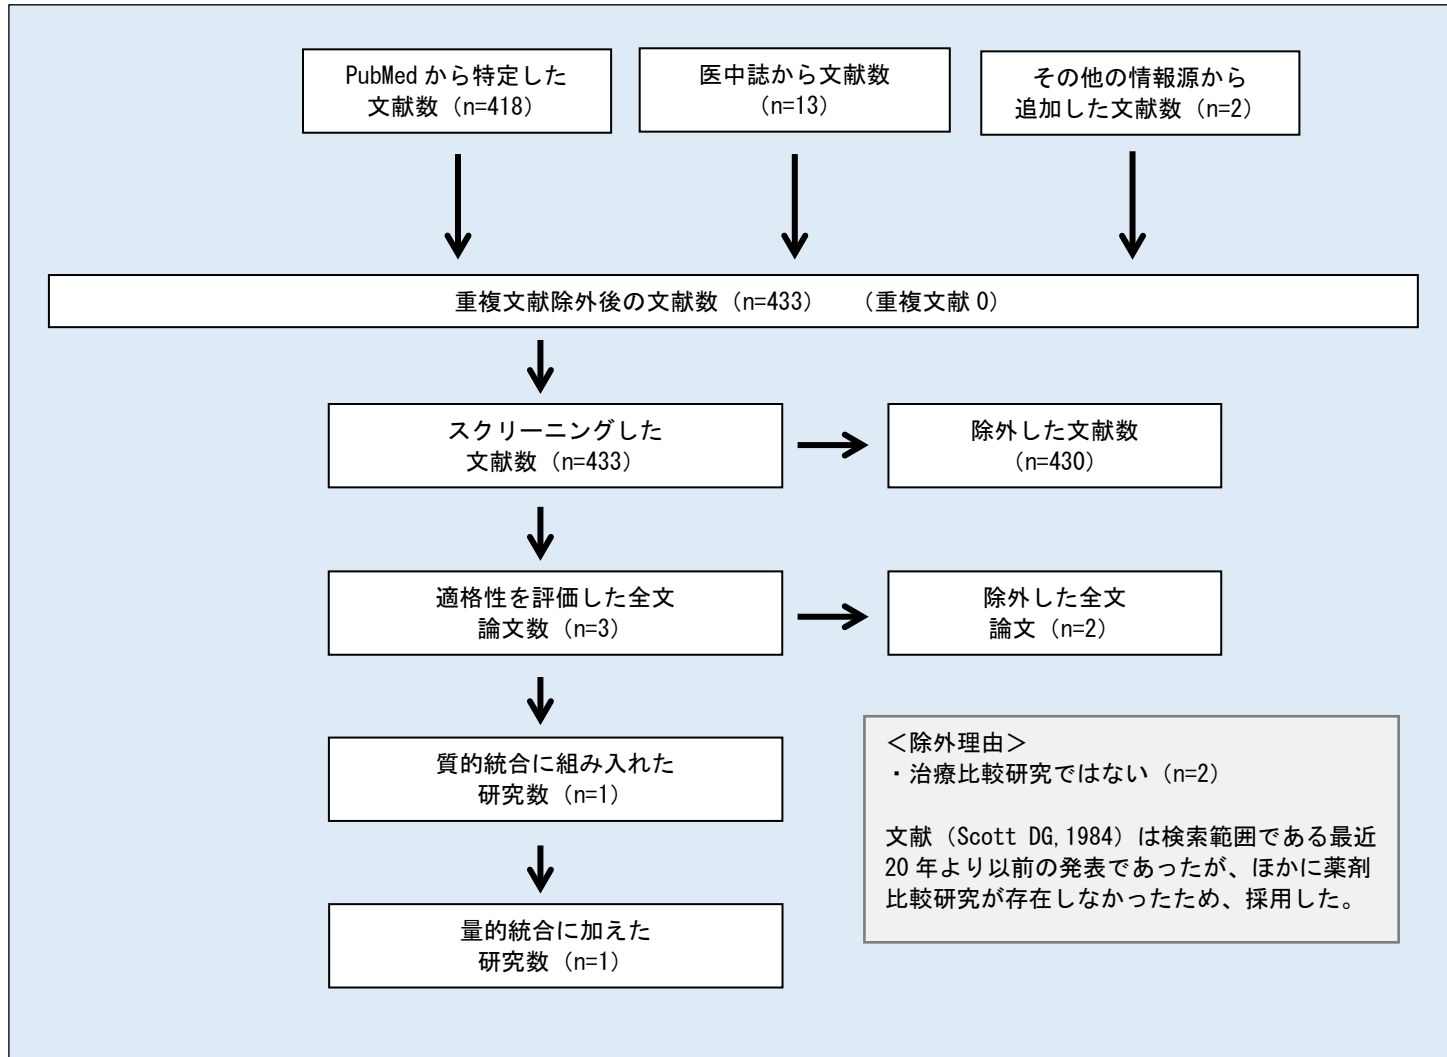 PubMed から特定した
文献数（n=418）
医中誌から文献数
（n=13）
その他の情報源から
追加した文献数（n=2）
重複文献除外後の文献数（n=433）　（重複文献 0）
スクリーニングした
文献数（n=433）
除外した文献数
（n=430）
適格性を評価した全文
論文数（n=3）
除外した全文
論文（n=2）
質的統合に組み入れた
研究数（n=1）
＜除外理由＞
・治療比較研究ではない（n=2）
文献（Scott DG, 1984）は検索範囲である最近
20 年より以前の発表であったが、ほかに薬剤
比較研究が存在しなかったため、採用した。
量的統合に加えた
研究数（n=1）